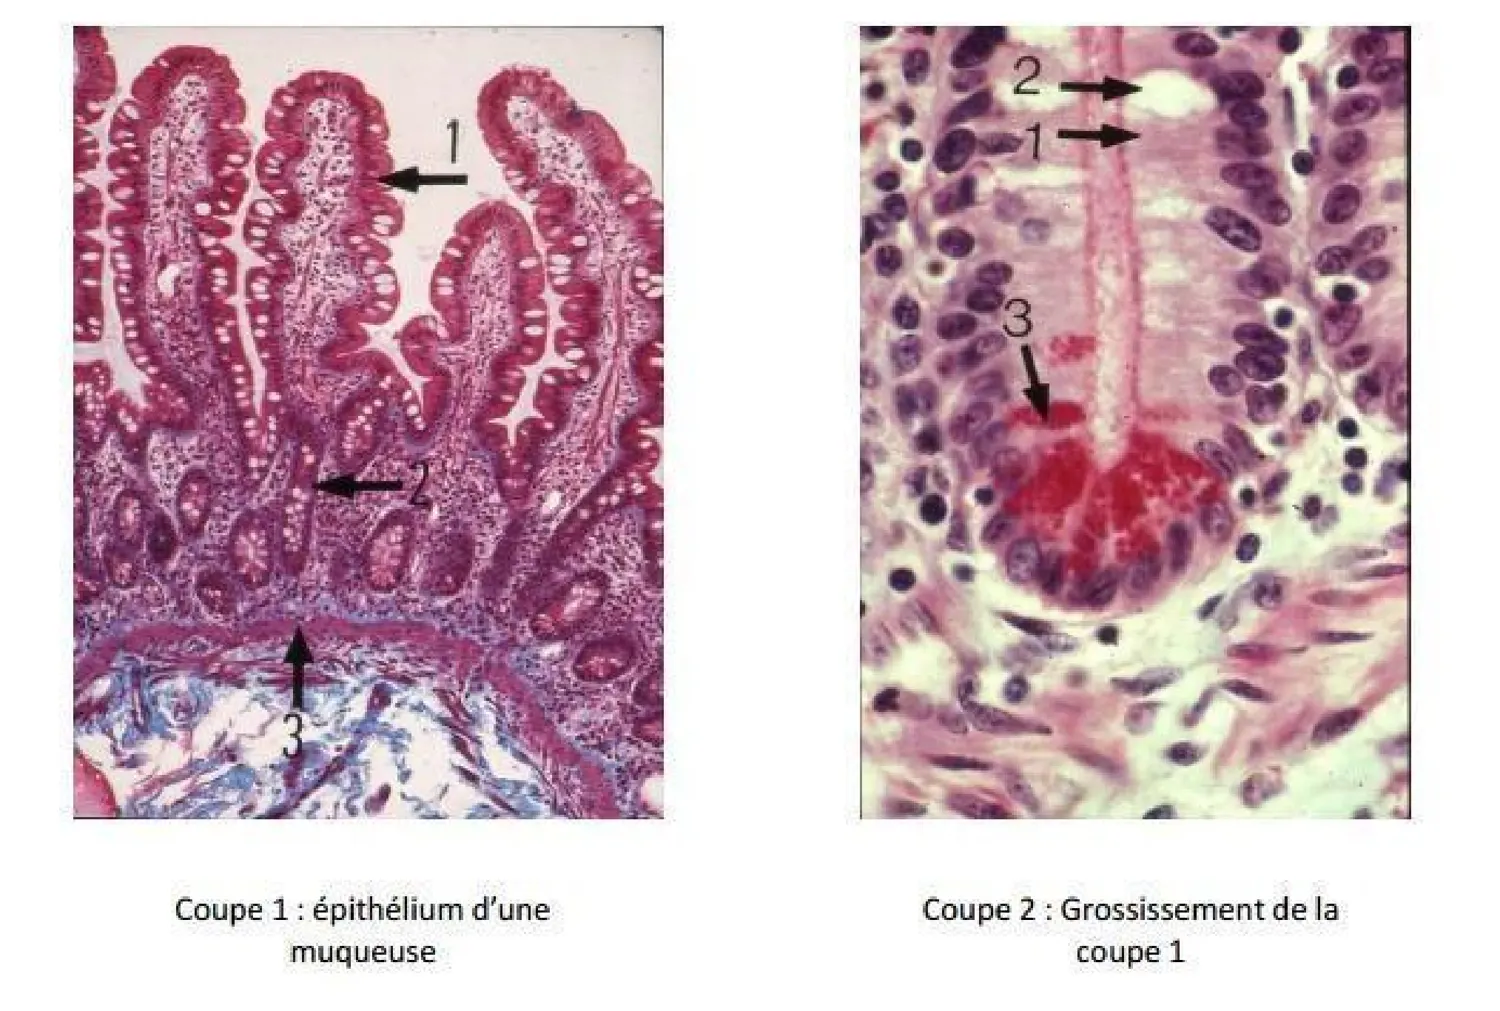 1
2
3
2
1
3
Coupe 1 : épithélium d’une
muqueuse
Coupe 2 : Grossissement de la
coupe 1